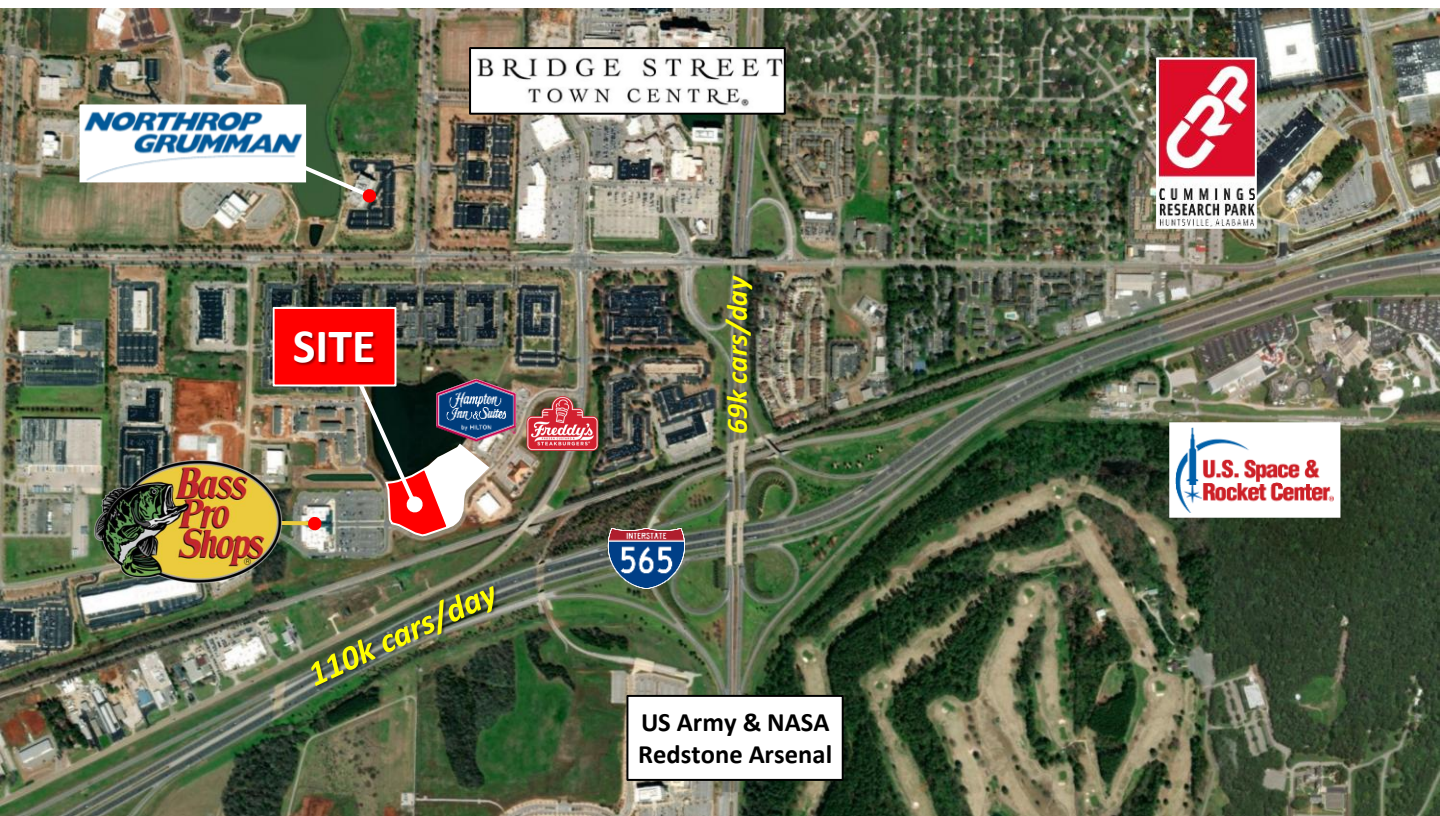 BRIDGE STREET
TOWN CENTRE®
NORTHROP
GRUMMAN
CRP
CUMMINGS
RESEARCH PARK
HUNTSVILLE, ALABAMA
SITE
69k cars/day
Hampton
Inn & Suites
by HILTON
Freddy's
STEAKBURGERS
Bass
Pro
Shops®
U.S. Space &
Rocket Center®
INTERSTATE
565
110k cars/day
US Army & NASA
Redstone Arsenal